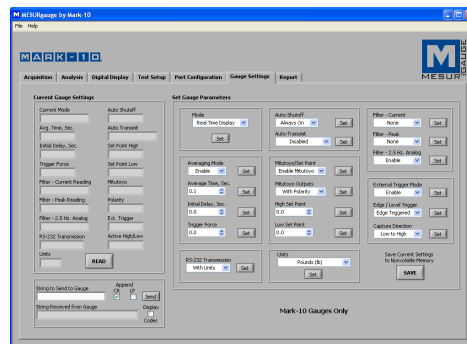 MESURgauge by Mark-10
File Help
MARK-10
M
GAUGE
MESUR
Acquisition Analysis Digital Display Test Setup Port Configuration Gauge Settings Report
Current Gauge Settings
Current Mode Auto Shutoff
Avg. Time, Sec. Auto Transmit
Initial Delay, Sec. Set Point High
Trigger Force Set Point Low
Filter - Current Reading Mitutoyo
Filter - Peak Reading Polarity
Filter - 2.5 Hz. Analog Ext. Trigger
RS-232 Transmission Active High/Low
Units
READ
String to Send to Gauge Append
CR LF
Send
String Received from Gauge Display
Codes
Set Gauge Parameters
Mode
Real Time Display
Set
Auto-Shutoff
Always On Set
Auto-Transmit
Disabled Set
Filter - Current
None Set
Filter - Peak
None Set
Filter - 2.5 Hz. Analog
Enable Set
Averaging Mode
Enable Set
Average Time, Sec.
0.1 Set
Initial Delay, Sec.
0.0 Set
Trigger Force
0.0 Set
Mitutoyo/Set Point
Enable Mitutoyo Set
Mitutoyo Outputs
With Polarity Set
High Set Point
0.0 Set
Low Set Point
0.0 Set
External Trigger Mode
Enable Set
Edge / Level Trigger
Edge Triggered Set
Capture Direction
Low to High Set
RS-232 Transmission
With Units Set
Units
Pounds (lb)
Set
Save Current Settings
to Nonvolatile Memory
SAVE
Mark-10 Gauges Only